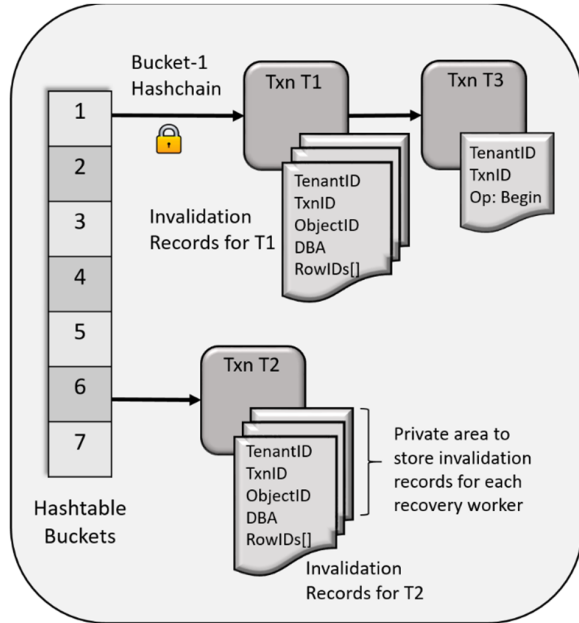 Bucket-1
Hashchain
Txn T1
Txn T3
1
2
3
4
5
6
7
TenantID
TxnID
Op: Begin
TenantID
TxnID
ObjectID
DBA
RowIDs[]
Invalidation
Records for T1
Txn T2
TenantID
TxnID
ObjectID
DBA
RowIDs[]
Private area to
store invalidation
records for each
recovery worker
Hashtable
Buckets
Invalidation
Records for T2